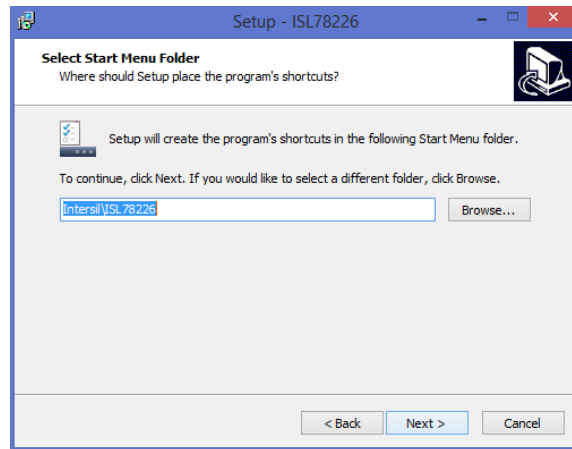 Setup - ISL78226
Select Start Menu Folder
Where should Setup place the program's shortcuts?
Setup will create the program's shortcuts in the following Start Menu folder.
To continue, click Next. If you would like to select a different folder, click Browse.
Intersil\ISL78226
Browse...
< Back
Next >
Cancel